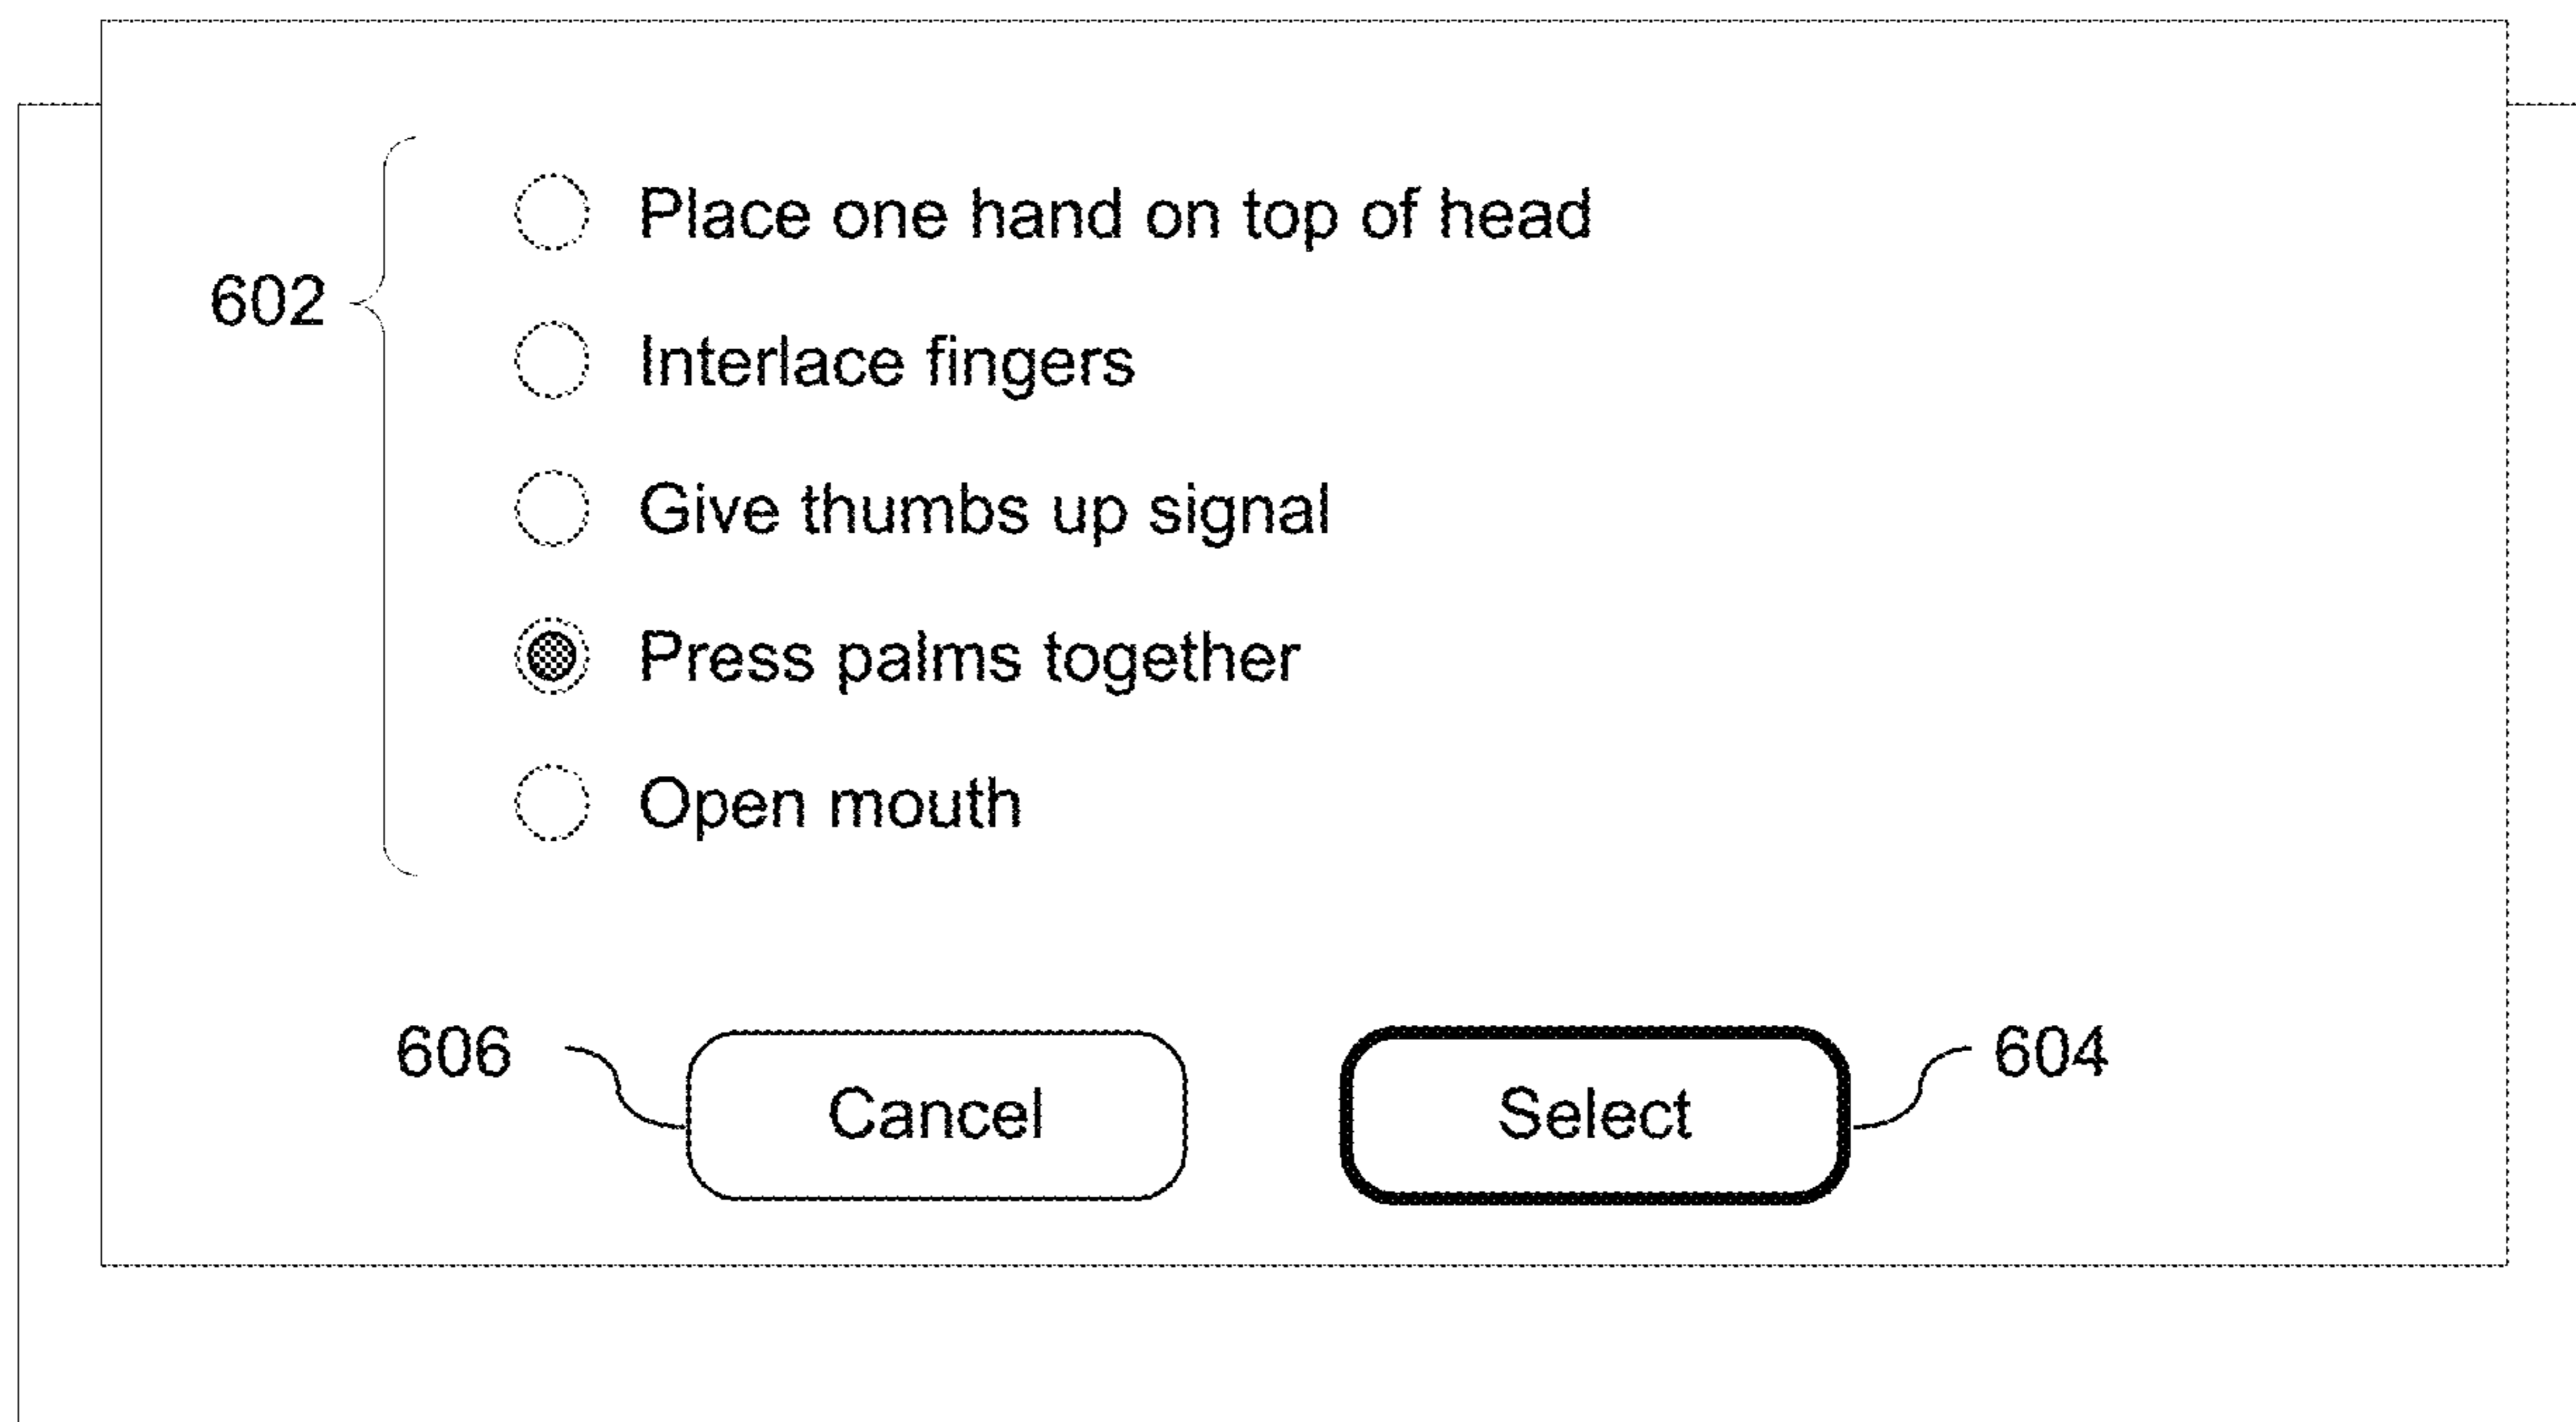 Place one hand on top of head
602
Interlace fingers
Give thumbs up signal
Press palms together
Open mouth
606
Cancel
Select
604